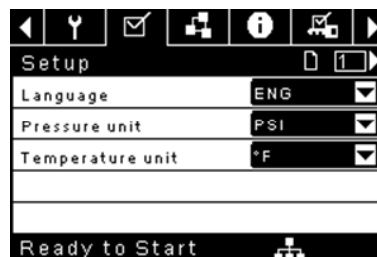 Setup 1
Language ENG
Pressure unit PSI
Temperature unit °F
Ready to Start